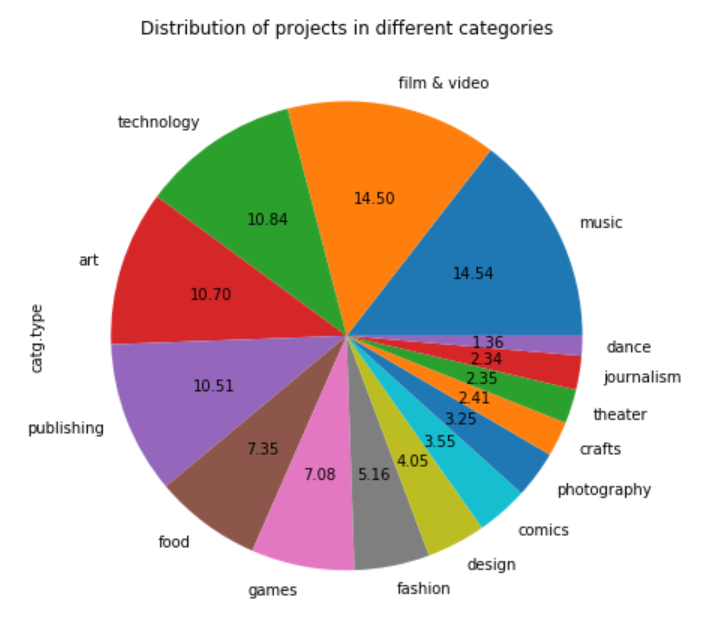 Distribution of projects in different categories
film & video
technology
music
art
catg.type
publishing
food
games
fashion
design
comics
photography
crafts
theater
journalism
dance
14.54
14.50
10.84
10.70
10.51
7.35
7.08
5.16
4.05
3.55
3.25
2.41
2.35
2.34
1.36